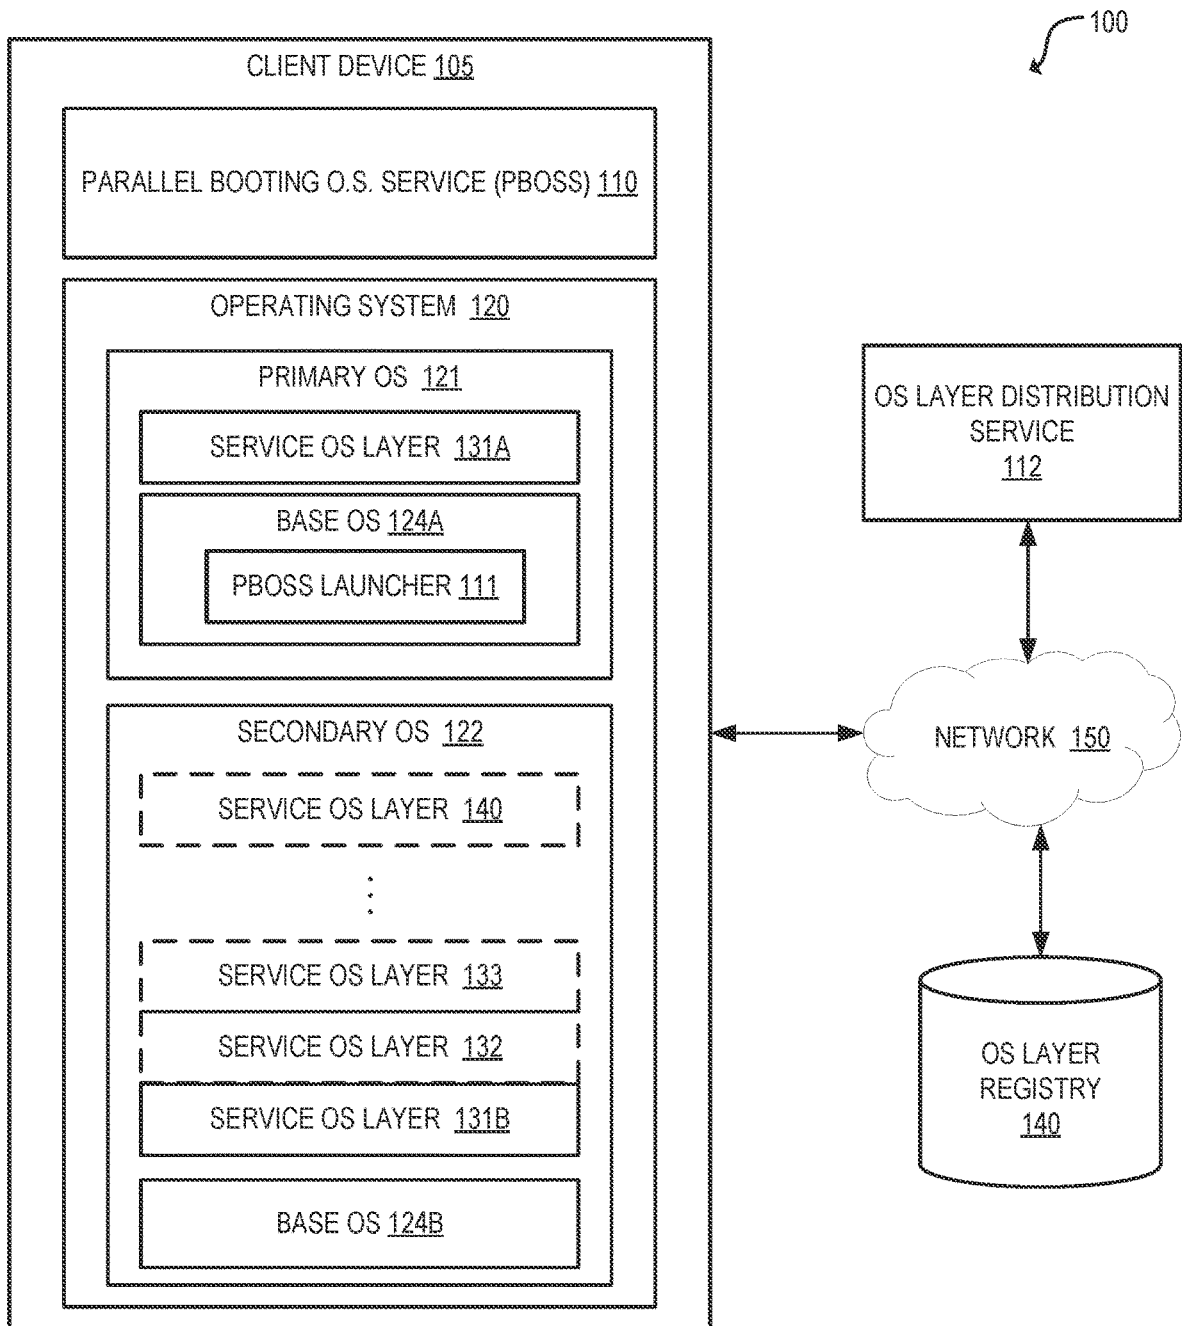 100
CLIENT DEVICE 105
PARALLEL BOOTING O.S. SERVICE (PBOSS) 110
OPERATING SYSTEM 120
PRIMARY OS 121
SERVICE OS LAYER 131A
BASE OS 124A
PBOSS LAUNCHER 111
SECONDARY OS 122
SERVICE OS LAYER 140
SERVICE OS LAYER 133
SERVICE OS LAYER 132
SERVICE OS LAYER 131B
BASE OS 124B
OS LAYER DISTRIBUTION
SERVICE
112
NETWORK 150
OS LAYER
REGISTRY
140